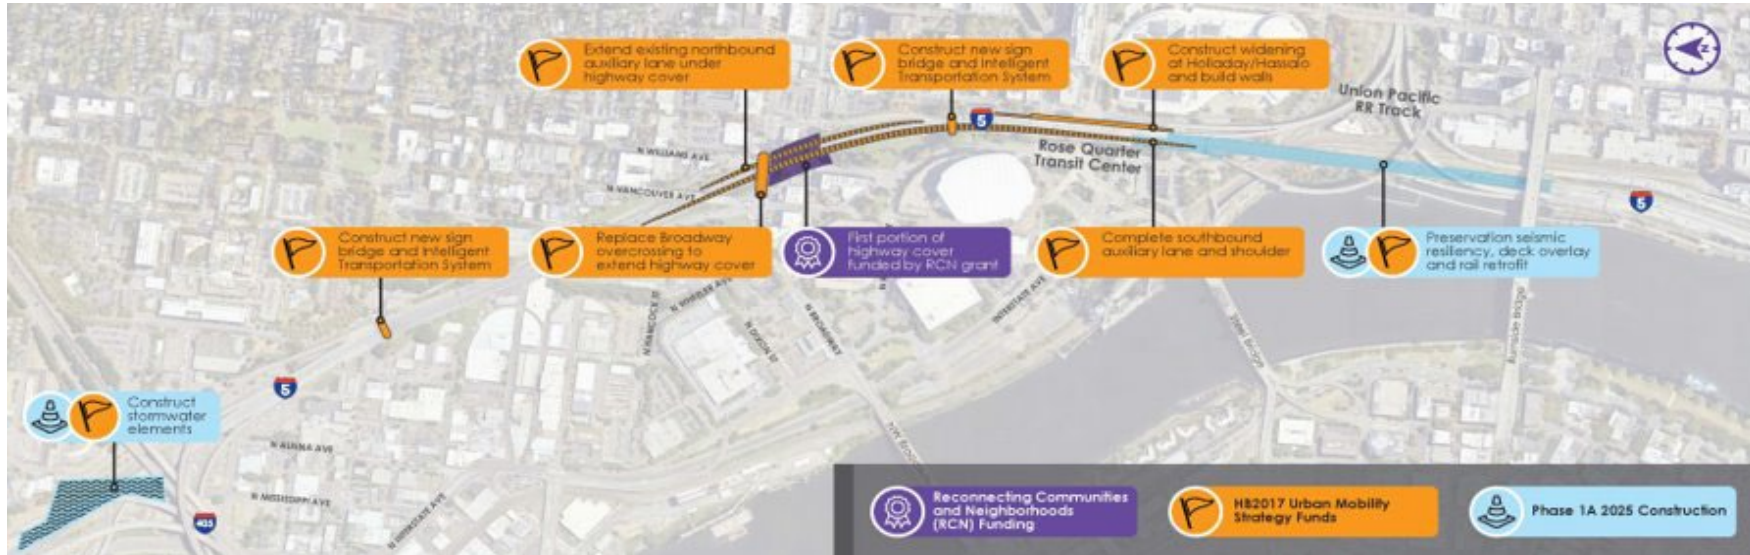 Extend existing northbound
auxiliary lane under
highway cover
Construct new sign
bridge and Intelligent
Transportation System
Construct widening
at Holladay/Hassalo
and build walls
Z
Union Pacific
RR Track
5
N WILLIAMS AVE
Rose Quarter
Transit Center
N VANCOUVER AVE
5
Construct new sign
bridge and Intelligent
Transportation System
Replace Broadway
overcrossing to
extend highway cover
First portion of
highway cover
funded by RCN grant
Complete southbound
auxiliary lane and shoulder
Preservation seismic
resiliency, deck overlay
and rail retrofit
N HANCOCK ST
N WHEELER AVE
N DIXON ST
N BROADWAY
INTERSTATE AVE
Steel Bridge
Burnside Bridge
5
Construct
stormwater
elements
N ALBINA AVE
N MISSISSIPPI AVE
N INTERSTATE AVE
405
Reconnecting Communities
and Neighborhoods
(RCN) Funding
HB2017 Urban Mobility
Strategy Funds
Phase 1A 2025 Construction